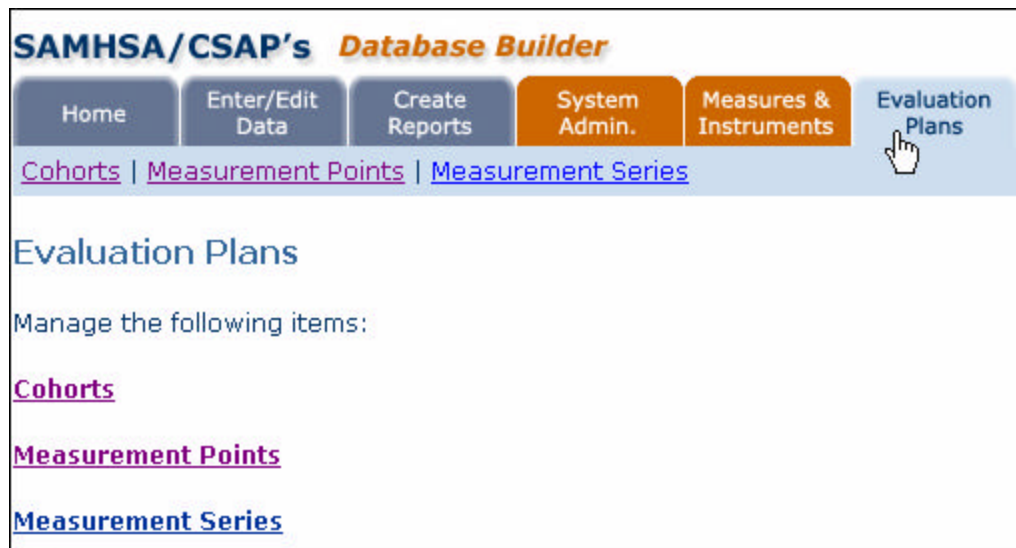 SAMHSA/CSAP's Database Builder
Home
Enter/Edit
Data
Create
Reports
System
Admin.
Measures &
Instruments
Evaluation
Plans
Cohorts | Measurement Points | Measurement Series
Evaluation Plans
Manage the following items:
Cohorts
Measurement Points
Measurement Series